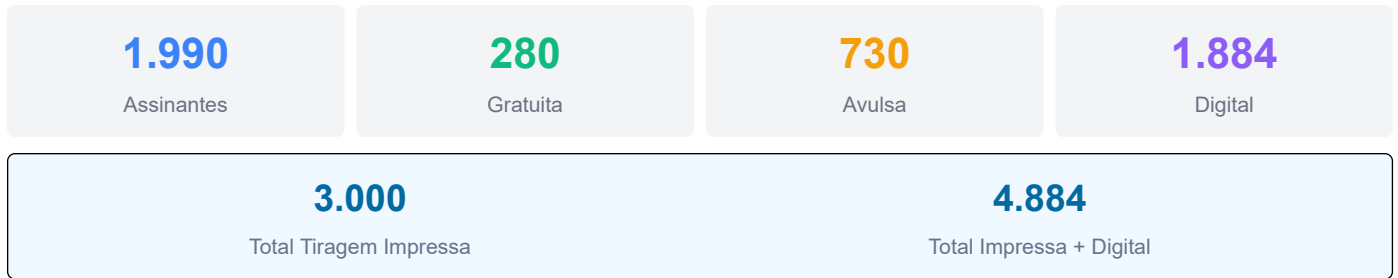 1.990
Assinantes
280
Gratuita
730
Avulsa
1.884
Digital
3.000
Total Tiragem Impressa
4.884
Total Impressa + Digital